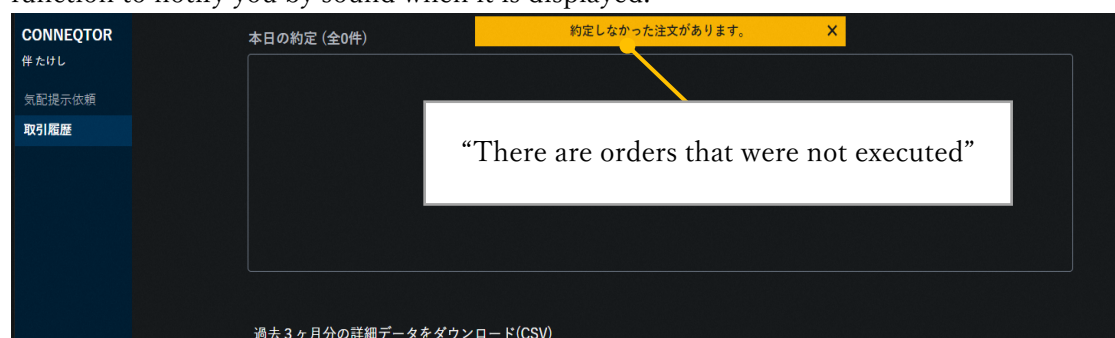 function to notify you by sound when it is displayed.
CONNEQTOR
伴 たけし
気配提示依頼
取引履歴
本日の約定 (全0件)
約定しなかった注文があります。 ×
“There are orders that were not executed”
過去３ヶ月分の詳細データをダウンロード(CSV)